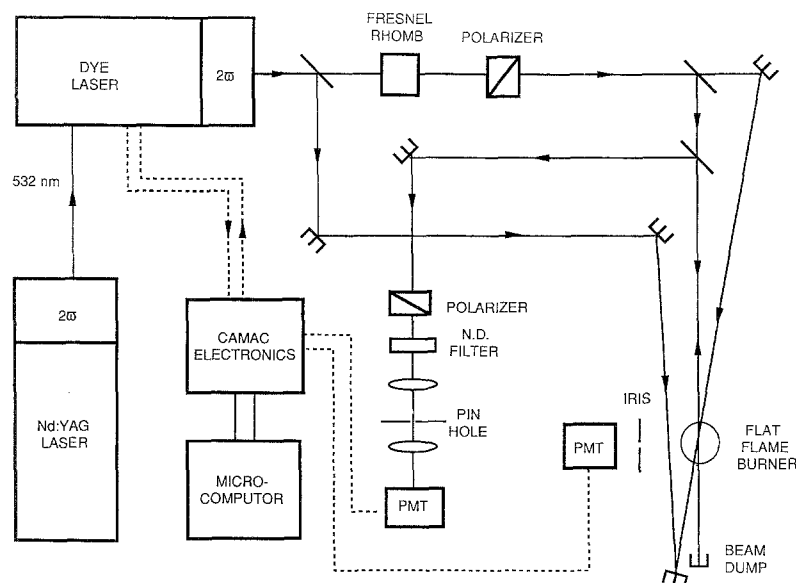 FRESNEL
RHOMB
POLARIZER
DYE
LASER
2ϖ
532 nm
2ϖ
Nd:YAG
LASER
CAMAC
ELECTRONICS
MICRO-
COMPUTOR
POLARIZER
N.D.
FILTER
PIN
HOLE
PMT
PMT
IRIS
FLAT
FLAME
BURNER
BEAM
DUMP